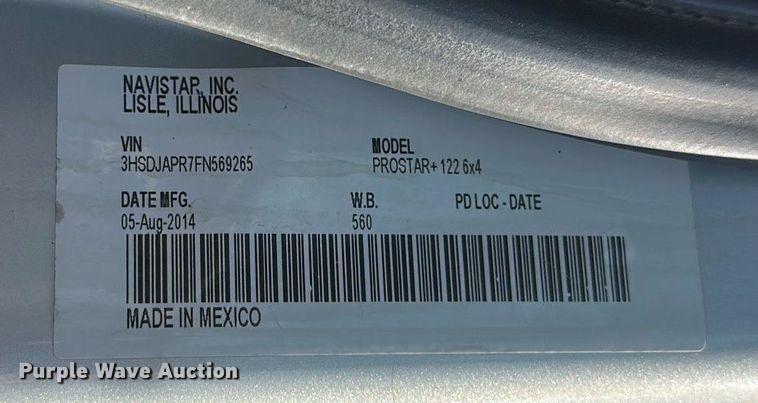 NAVISTAR, INC.
LISLE, ILLINOIS
VIN MODEL
3HSDJAPR7FN569265 PROSTAR+ 122 6x4
DATE MFG. W.B. PD LOC - DATE
05-Aug-2014 560
MADE IN MEXICO
Purple Wave Auction